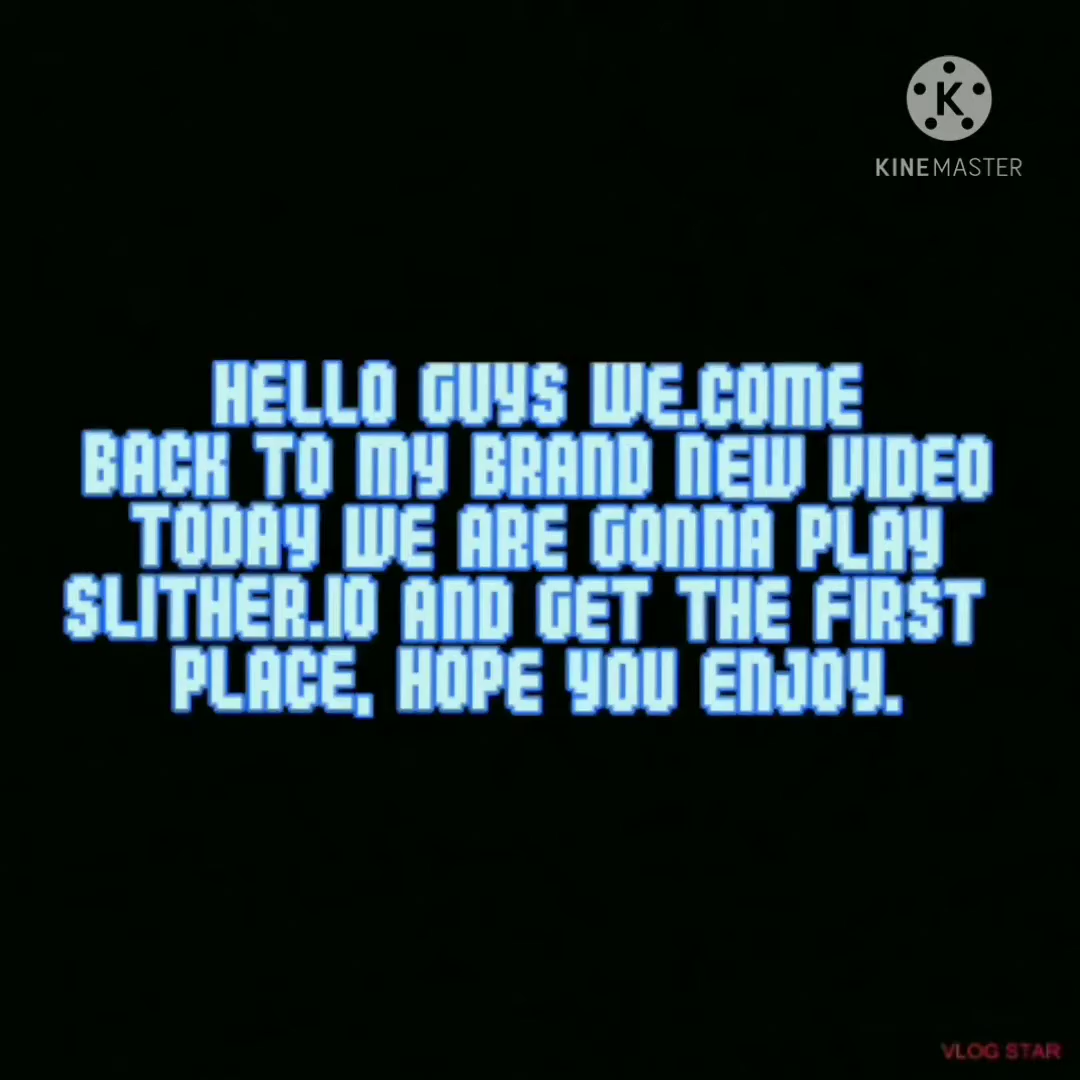 K
KINEMASTER
HELLO GUYS WE.COME
BACK TO MY BRAND NEW VIDEO
TODAY WE ARE GONNA PLAY
SLITHER.IO AND GET THE FIRST
PLACE, HOPE YOU ENJOY.
VLOG STAR